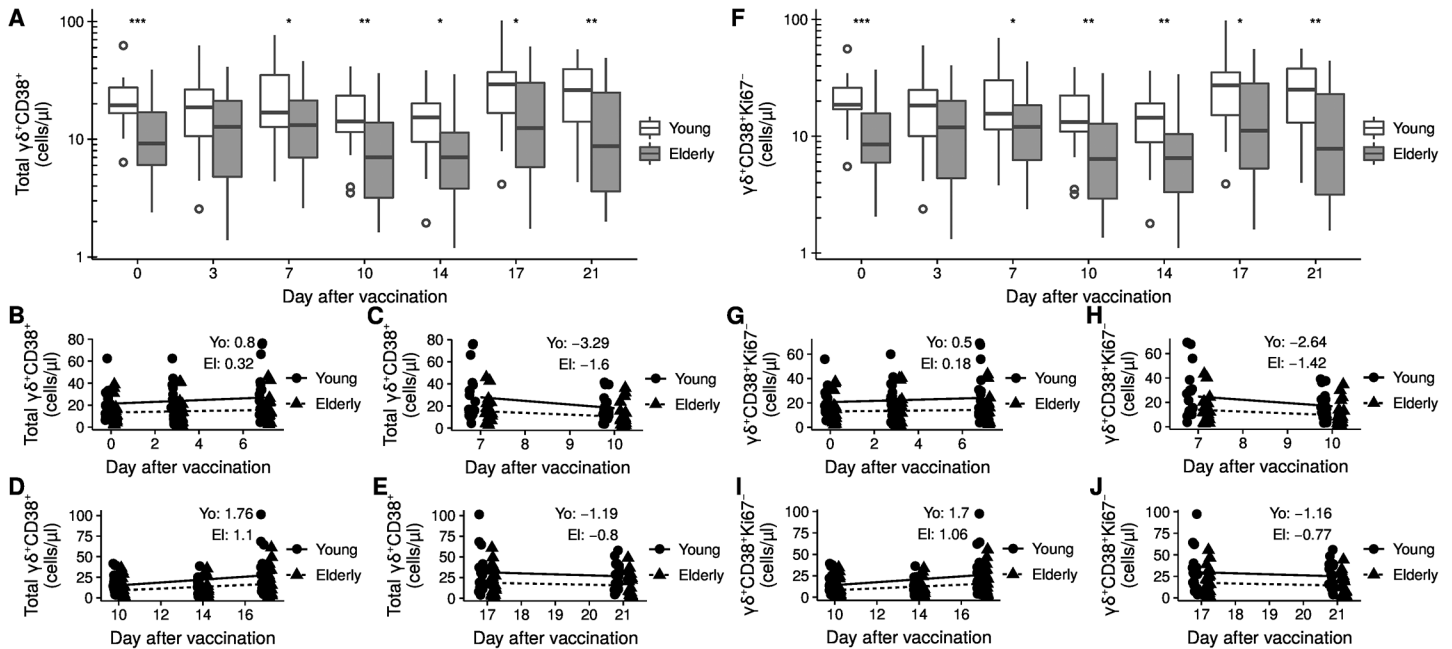 A
Total γδ⁺CD38⁺
(cells/µl)
100
10
1
*** * ** * * **
0 3 7 10 14 17 21
Day after vaccination
Young
Elderly
F
γδ⁺CD38⁺Ki67⁻
(cells/µl)
100
10
1
*** * ** ** * **
0 3 7 10 14 17 21
Day after vaccination
Young
Elderly
B
Total γδ⁺CD38⁺
(cells/µl)
80
60
40
20
0
Yo: 0.8
El: 0.32
0 2 4 6
Day after vaccination
Young
Elderly
C
Total γδ⁺CD38⁺
(cells/µl)
80
60
40
20
0
Yo: −3.29
El: −1.6
7 8 9 10
Day after vaccination
Young
Elderly
G
γδ⁺CD38⁺Ki67⁻
(cells/µl)
60
40
20
0
Yo: 0.5
El: 0.18
0 2 4 6
Day after vaccination
Young
Elderly
H
γδ⁺CD38⁺Ki67⁻
(cells/µl)
60
40
20
0
Yo: −2.64
El: −1.42
7 8 9 10
Day after vaccination
Young
Elderly
D
Total γδ⁺CD38⁺
(cells/µl)
100
75
50
25
0
Yo: 1.76
El: 1.1
10 12 14 16
Day after vaccination
Young
Elderly
E
Total γδ⁺CD38⁺
(cells/µl)
100
75
50
25
0
Yo: −1.19
El: −0.8
17 18 19 20 21
Day after vaccination
Young
Elderly
I
γδ⁺CD38⁺Ki67⁻
(cells/µl)
100
75
50
25
0
Yo: 1.7
El: 1.06
10 12 14 16
Day after vaccination
Young
Elderly
J
γδ⁺CD38⁺Ki67⁻
(cells/µl)
100
75
50
25
0
Yo: −1.16
El: −0.77
17 18 19 20 21
Day after vaccination
Young
Elderly